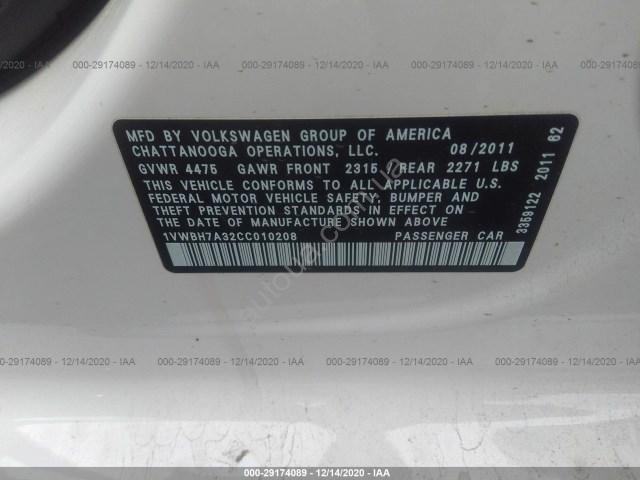 000-29174089 - 12/14/2020 - IAA
MFD BY VOLKSWAGEN GROUP OF AMERICA
CHATTANOOGA OPERATIONS, LLC. 08/2011
GVWR 4475 GAWR FRONT 2315 REAR 2271 LBS
THIS VEHICLE CONFORMS TO ALL APPLICABLE U.S.
FEDERAL MOTOR VEHICLE SAFETY, BUMPER AND
THEFT PREVENTION STANDARDS IN EFFECT ON
THE DATE OF MANUFACTURE SHOWN ABOVE
1VWBH7A32CC010208 PASSENGER CAR
3359122 2011 62
autoua.com
000-29174089 - 12/14/2020 - IAA
000-29174089 - 12/14/2020 - IAA